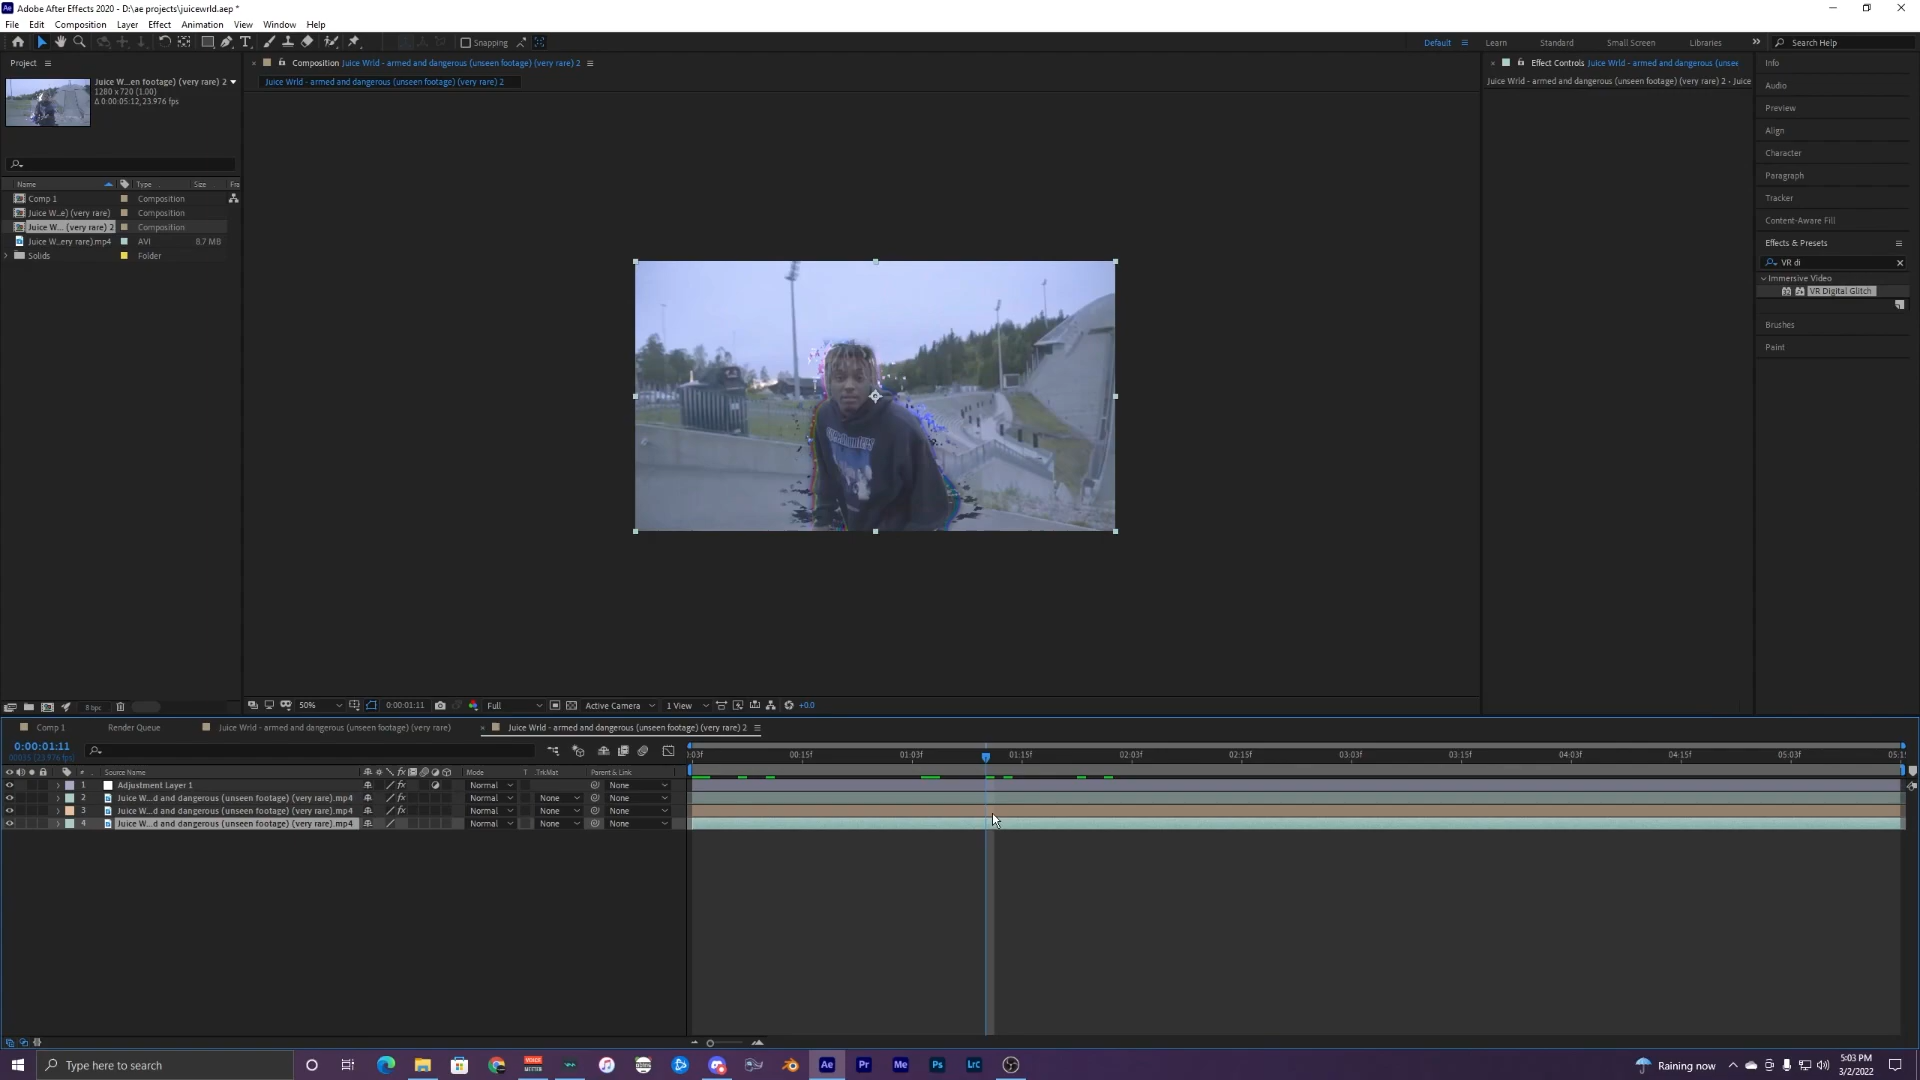 Adobe After Effects 2020 - D:\ae projects\juicewrld.aep *
File Edit Composition Layer Effect Animation View Window Help
Snapping
Default Learn Standard Small Screen Libraries Search Help
Project
Juice W...en footage) (very rare) 2
1280 x 720 (1.00)
Δ 0:00:05:12, 23.976 fps
Name Type Size Fra
Comp 1 Composition
Juice W...e) (very rare) Composition
Juice W... (very rare) 2 Composition
Juice W...ery rare).mp4 AVI 8.7 MB
Solids Folder
8 bpc
Composition Juice Wrld - armed and dangerous (unseen footage) (very rare) 2
Juice Wrld - armed and dangerous (unseen footage) (very rare) 2
50% 0:00:01:11 Full Active Camera 1 View +0.0
Effect Controls Juice Wrld - armed and dangerous (unsee
Juice Wrld - armed and dangerous (unseen footage) (very rare) 2 • Juice
Info
Audio
Preview
Align
Character
Paragraph
Tracker
Content-Aware Fill
Effects & Presets
VR di
Immersive Video
VR Digital Glitch
Brushes
Paint
Comp 1 Render Queue Juice Wrld - armed and dangerous (unseen footage) (very rare) Juice Wrld - armed and dangerous (unseen footage) (very rare) 2
0:00:01:11
00035 (23.976 fps)
:03f 00:15f 01:03f 01:15f 02:03f 02:15f 03:03f 03:15f 04:03f 04:15f 05:03f 05:1
# Source Name Mode T .TrkMat Parent & Link
1 Adjustment Layer 1 Normal None
2 Juice W...d and dangerous (unseen footage) (very rare).mp4 Normal None None
3 Juice W...d and dangerous (unseen footage) (very rare).mp4 Normal None None
4 Juice W...d and dangerous (unseen footage) (very rare).mp4 Normal None None
Type here to search
Ae Pr Me Ps Lrc
Raining now
5:03 PM
3/2/2022